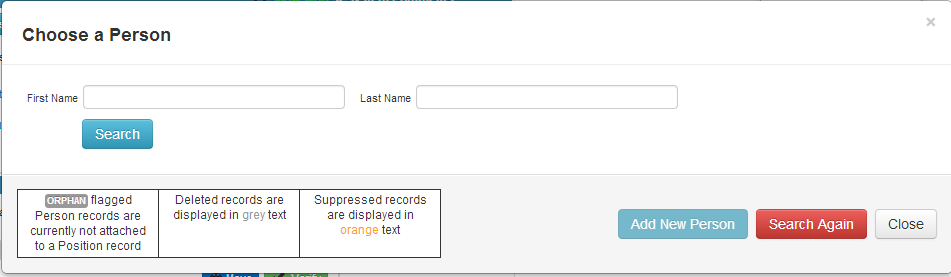 Choose a Person
×
First Name
Last Name
Search
ORPHAN flagged
Person records are
currently not attached
to a Position record
Deleted records are
displayed in grey text
Suppressed records
are displayed in
orange text
Add New Person
Search Again
Close